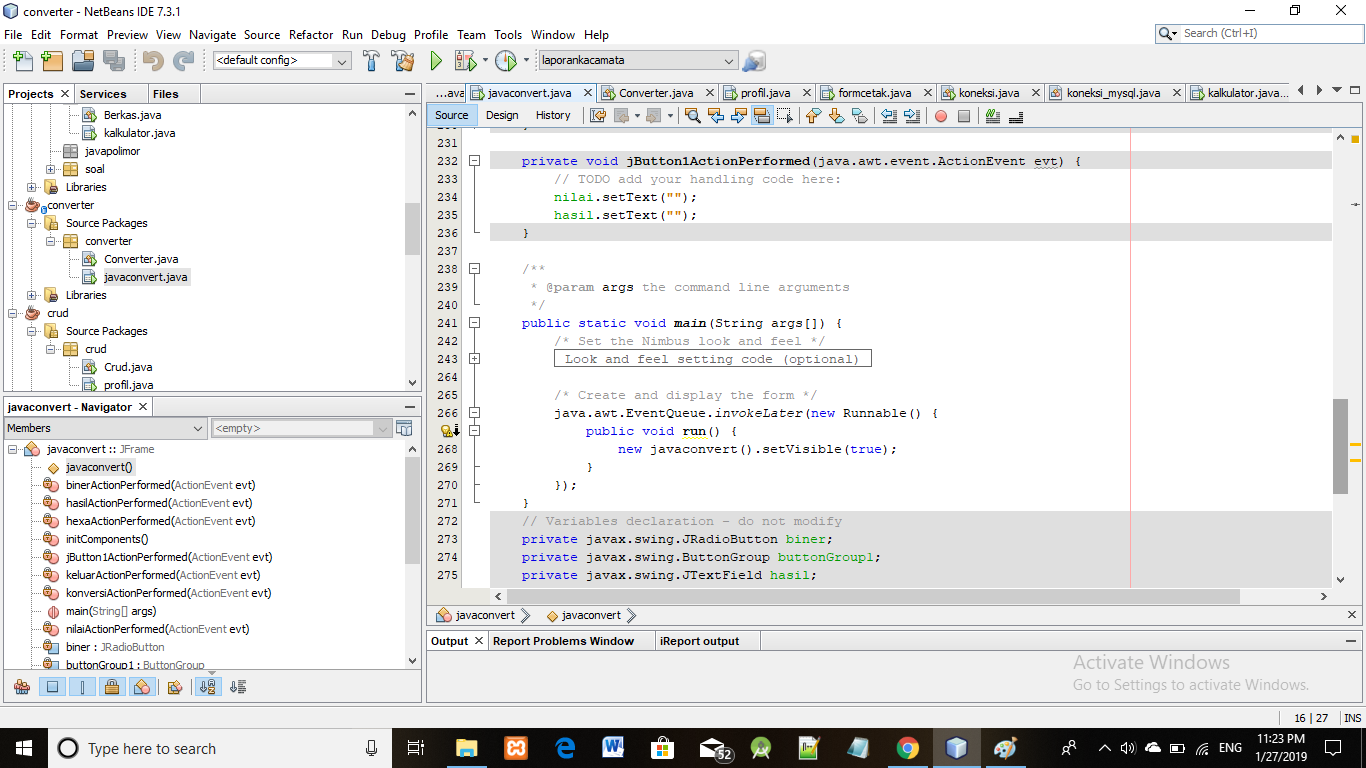 converter - NetBeans IDE 7.3.1
File Edit Format Preview View Navigate Source Refactor Run Debug Profile Team Tools Window Help
Search (Ctrl+I)
<default config>
laporankacamata
Projects Services Files
Berkas.java
kalkulator.java
javapolimor
soal
Libraries
converter
Source Packages
converter
Converter.java
javaconvert.java
Libraries
crud
Source Packages
crud
Crud.java
profil.java
javaconvert - Navigator
Members
<empty>
javaconvert :: JFrame
javaconvert()
binerActionPerformed(ActionEvent evt)
hasilActionPerformed(ActionEvent evt)
hexaActionPerformed(ActionEvent evt)
initComponents()
jButton1ActionPerformed(ActionEvent evt)
keluarActionPerformed(ActionEvent evt)
konversiActionPerformed(ActionEvent evt)
main(String[] args)
nilaiActionPerformed(ActionEvent evt)
biner : JRadioButton
buttonGroup1 : ButtonGroup
...ava javaconvert.java Converter.java profil.java formcetak.java koneksi.java koneksi_mysql.java kalkulator.java...
Source Design History
231
232 private void jButton1ActionPerformed(java.awt.event.ActionEvent evt) {
233 // TODO add your handling code here:
234 nilai.setText("");
235 hasil.setText("");
236 }
237
238 /**
239 * @param args the command line arguments
240 */
241 public static void main(String args[]) {
242 /* Set the Nimbus look and feel */
243 Look and feel setting code (optional)
264
265 /* Create and display the form */
266 java.awt.EventQueue.invokeLater(new Runnable() {
public void run() {
268 new javaconvert().setVisible(true);
269 }
270 });
271 }
272 // Variables declaration - do not modify
273 private javax.swing.JRadioButton biner;
274 private javax.swing.ButtonGroup buttonGroup1;
275 private javax.swing.JTextField hasil;
javaconvert javaconvert
Output Report Problems Window iReport output
Activate Windows
Go to Settings to activate Windows.
16 | 27 INS
Type here to search
52
ENG
11:23 PM
1/27/2019